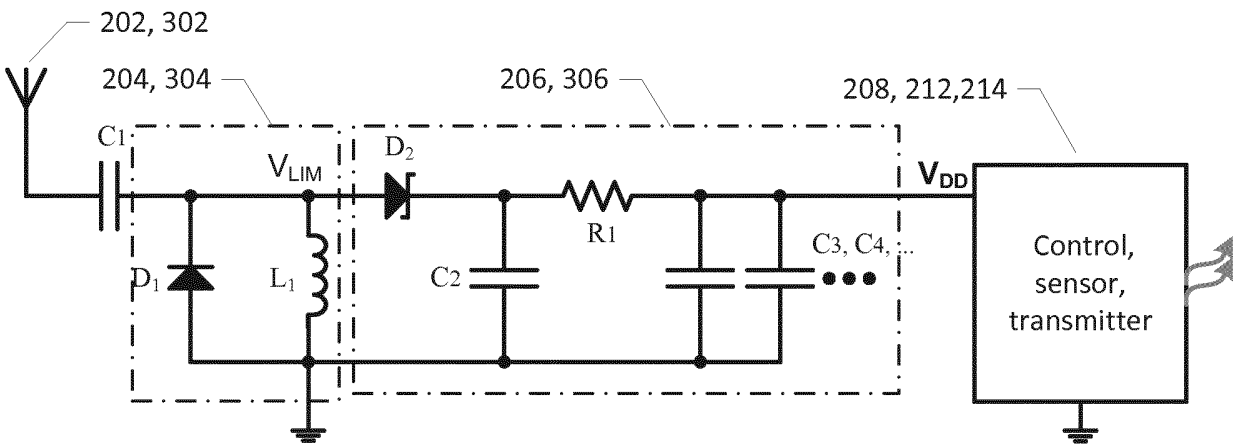 202, 302
204, 304
206, 306
208, 212,214
C1
VLIM
D2
VDD
R1
C3, C4, ...
D1
L1
C2
Control,
sensor,
transmitter